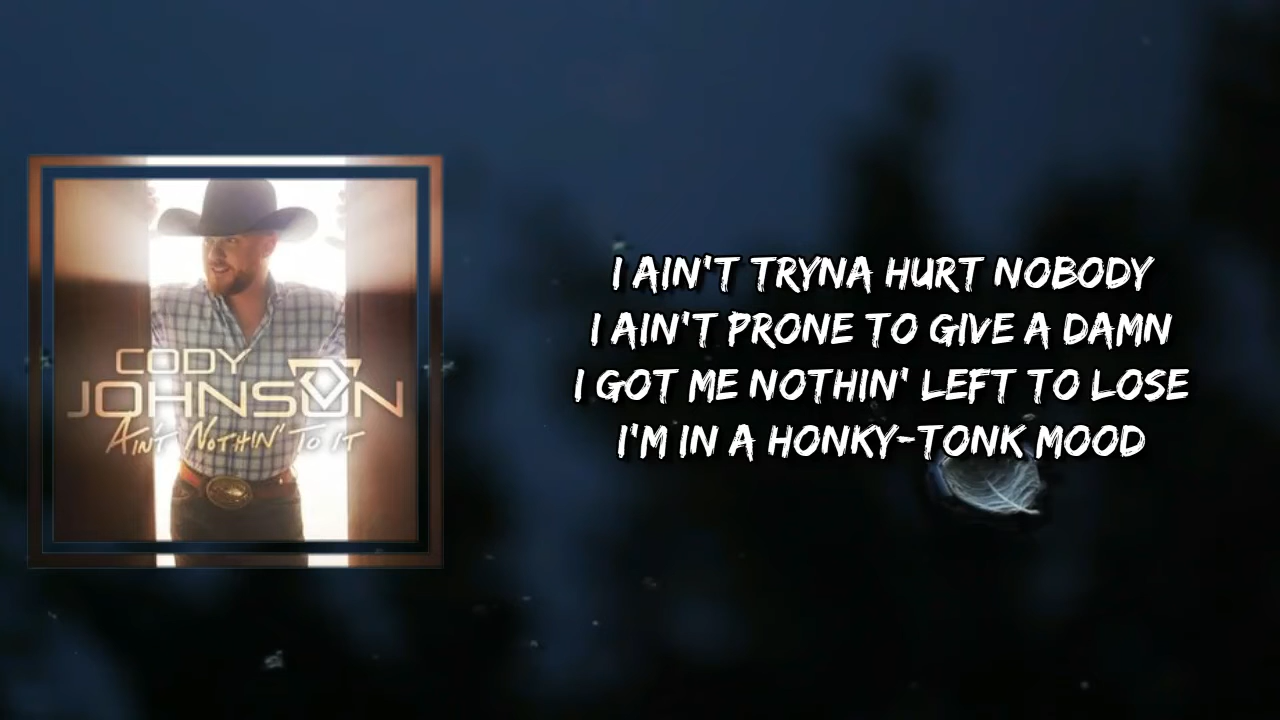 CODY
JOHNSON
AIN'T NOTHIN' TO IT
I AIN'T TRYNA HURT NOBODY
I AIN'T PRONE TO GIVE A DAMN
I GOT ME NOTHIN' LEFT TO LOSE
I'M IN A HONKY-TONK MOOD